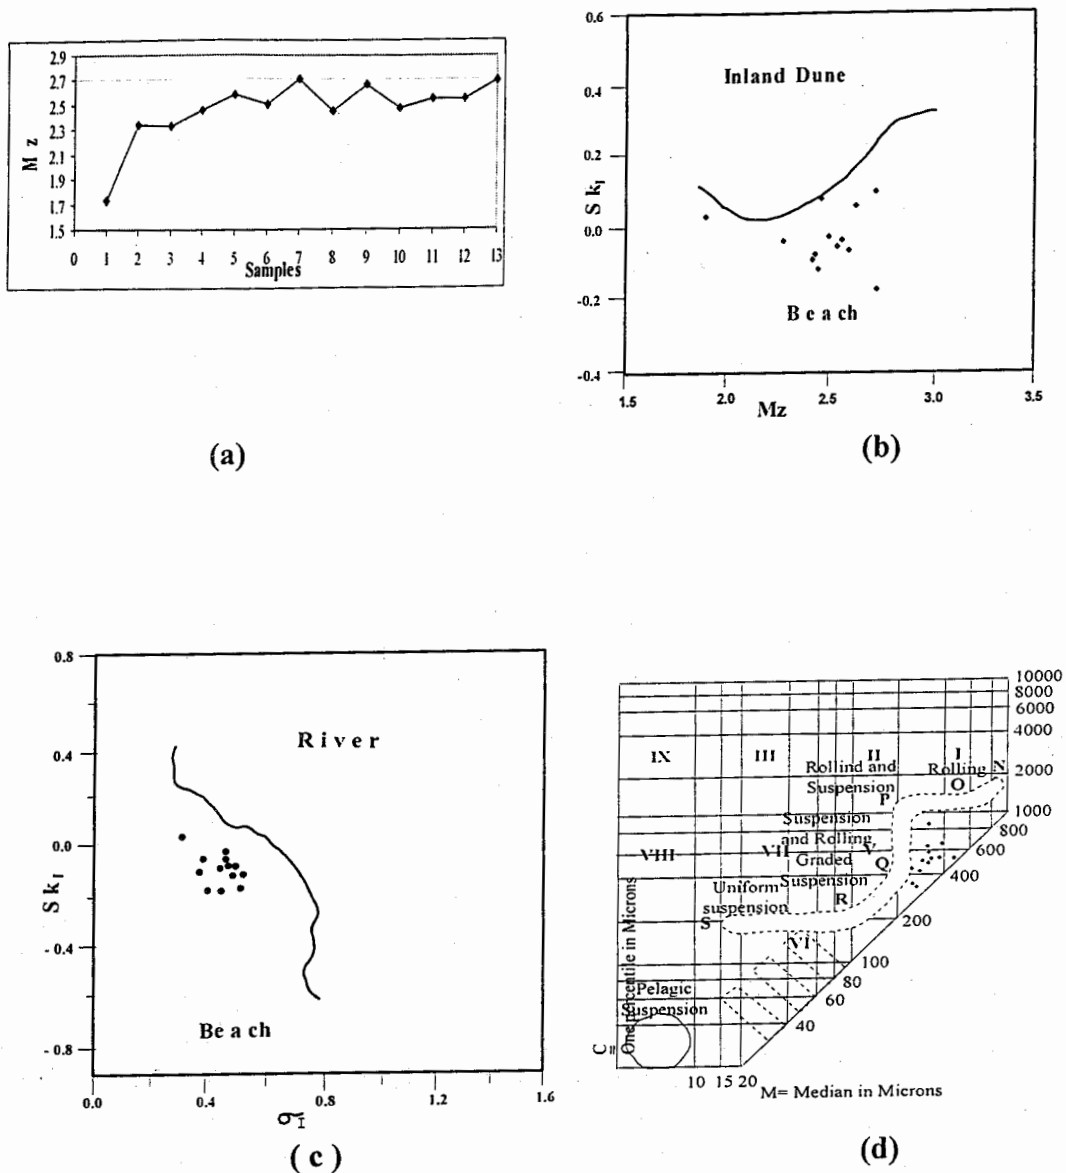 2.9
2.7
2.5
2.3
2.1
1.9
1.7
1.5
M z
0 1 2 3 4 5 6 7 8 9 10 11 12 13
Samples
(a)
0.6
0.4
0.2
0.0
-0.2
-0.4
Sk_I
Inland Dune
Beach
1.5 2.0 2.5 3.0 3.5
Mz
(b)
0.8
0.4
0.0
- 0.4
- 0.8
Sk_I
River
Beach
0.0 0.4 0.8 1.2 1.6
σ_I
( c )
10000
8000
6000
4000
2000
1000
800
600
400
200
100
80
60
40
IX III II I
Rollind and Rolling N
Suspension O
P
Suspension
and Rolling
VIII VII V
Graded Q
Suspension
Uniform R
suspension
S
VI
Pelagic
Suspension
C = One percentile in Microns
10 15 20
M= Median in Microns
(d)